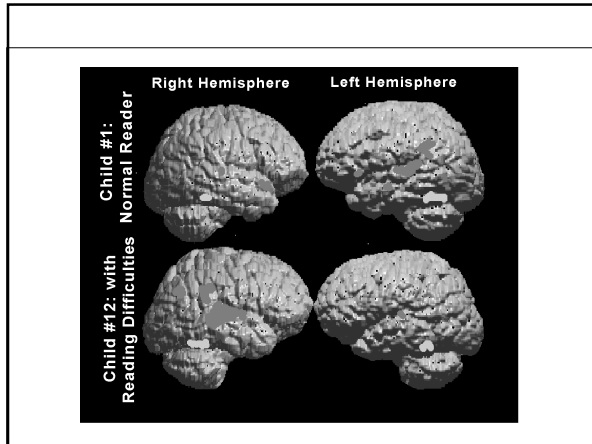 Right Hemisphere
Left Hemisphere
Child #1:
Normal Reader
Child #12: with
Reading Difficulties